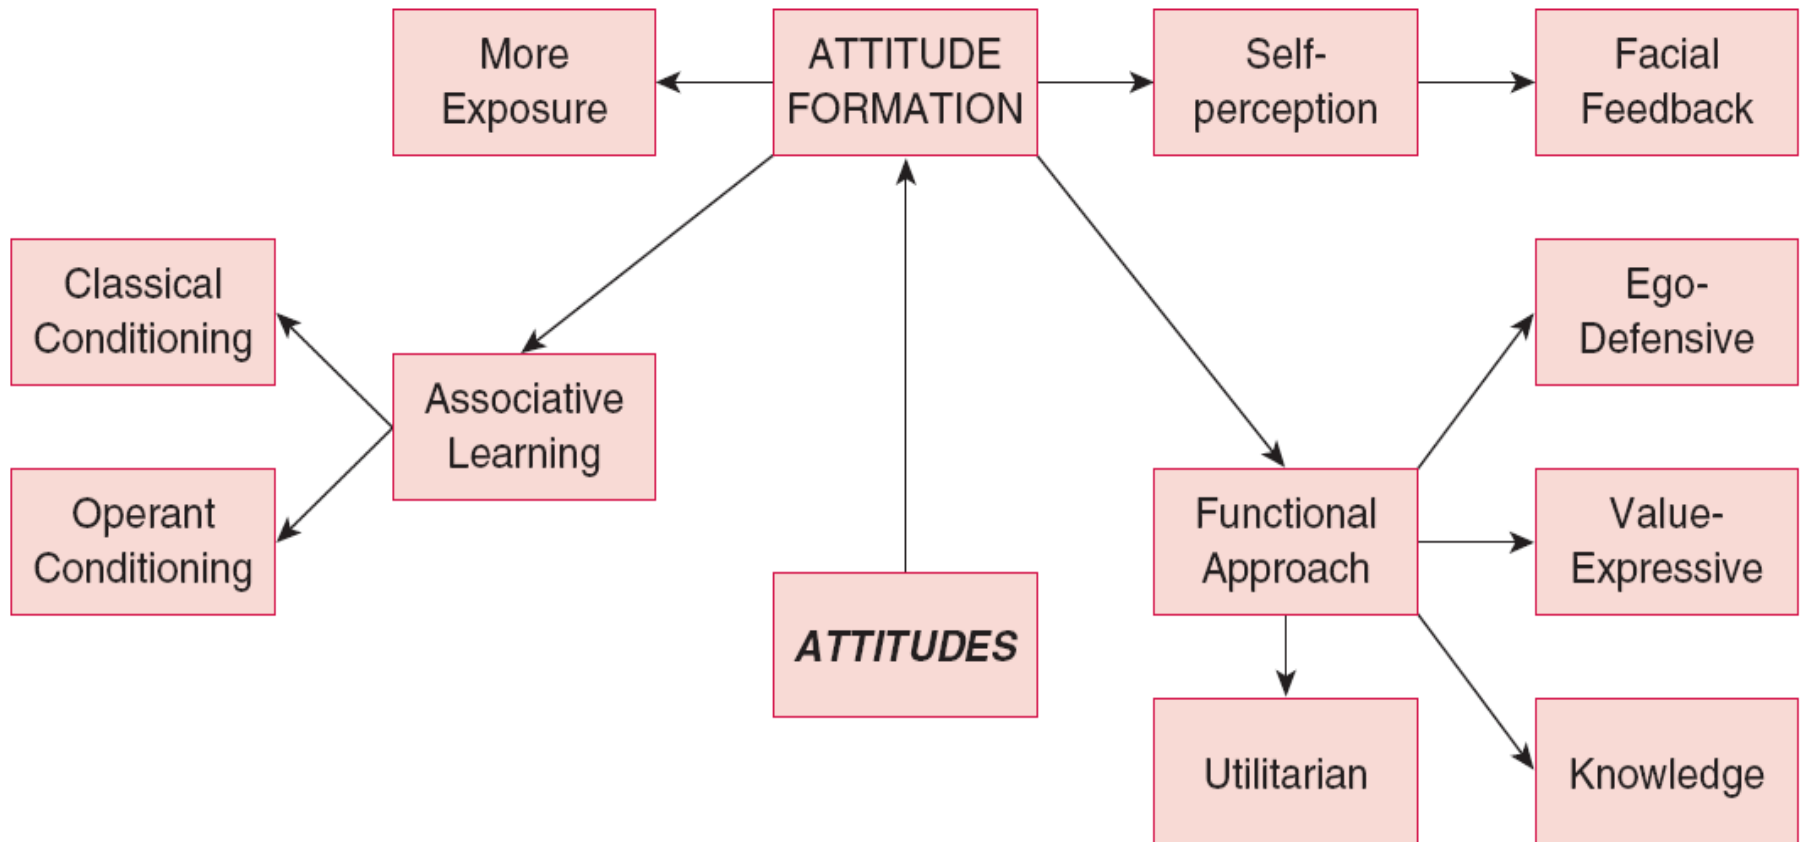 More
Exposure
ATTITUDE
FORMATION
Self-
perception
Facial
Feedback
Classical
Conditioning
Ego-
Defensive
Associative
Learning
Operant
Conditioning
Functional
Approach
Value-
Expressive
ATTITUDES
Utilitarian
Knowledge